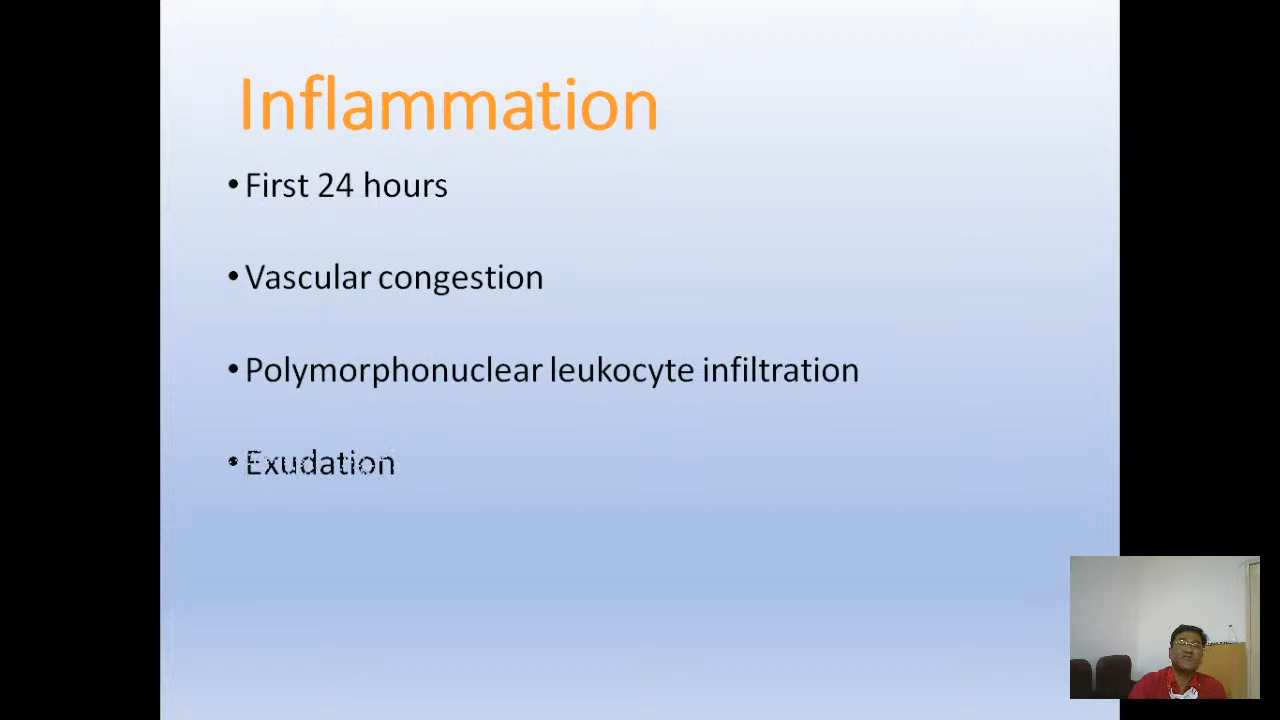 Inflammation
• First 24 hours
• Vascular congestion
• Polymorphonuclear leukocyte infiltration
• Exudation